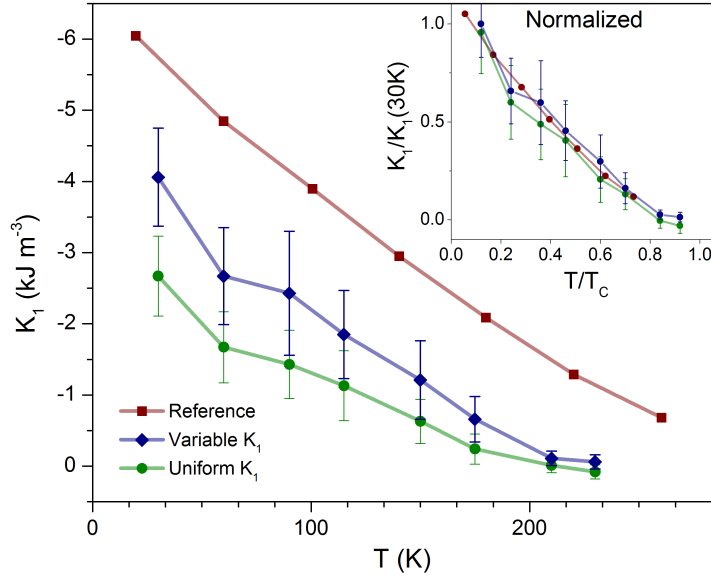 -6
-5
-4
-3
-2
-1
0
K₁ (kJ m⁻³)
0
100
200
T (K)
Reference
Variable K₁
Uniform K₁
Normalized
1.0
0.5
0.0
K₁/K₁(30K)
0.0 0.2 0.4 0.6 0.8 1.0
T/T_C